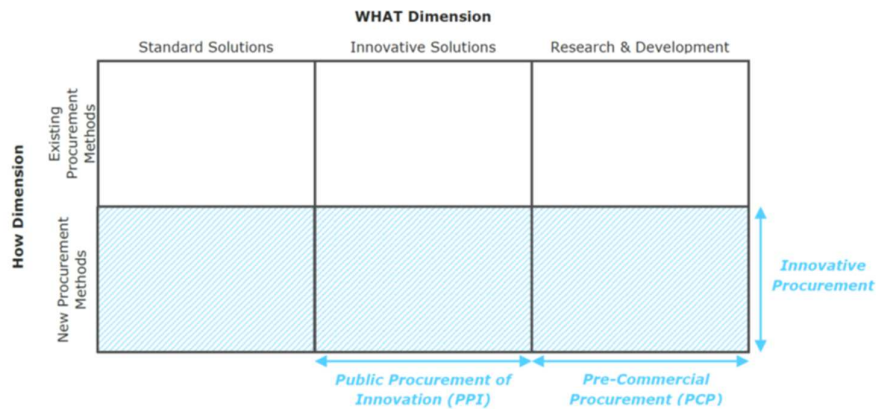 WHAT Dimension
Standard Solutions
Innovative Solutions
Research & Development
How Dimension
Existing
Procurement
Methods
New Procurement
Methods
Innovative
Procurement
Public Procurement of
Innovation (PPI)
Pre-Commercial
Procurement (PCP)